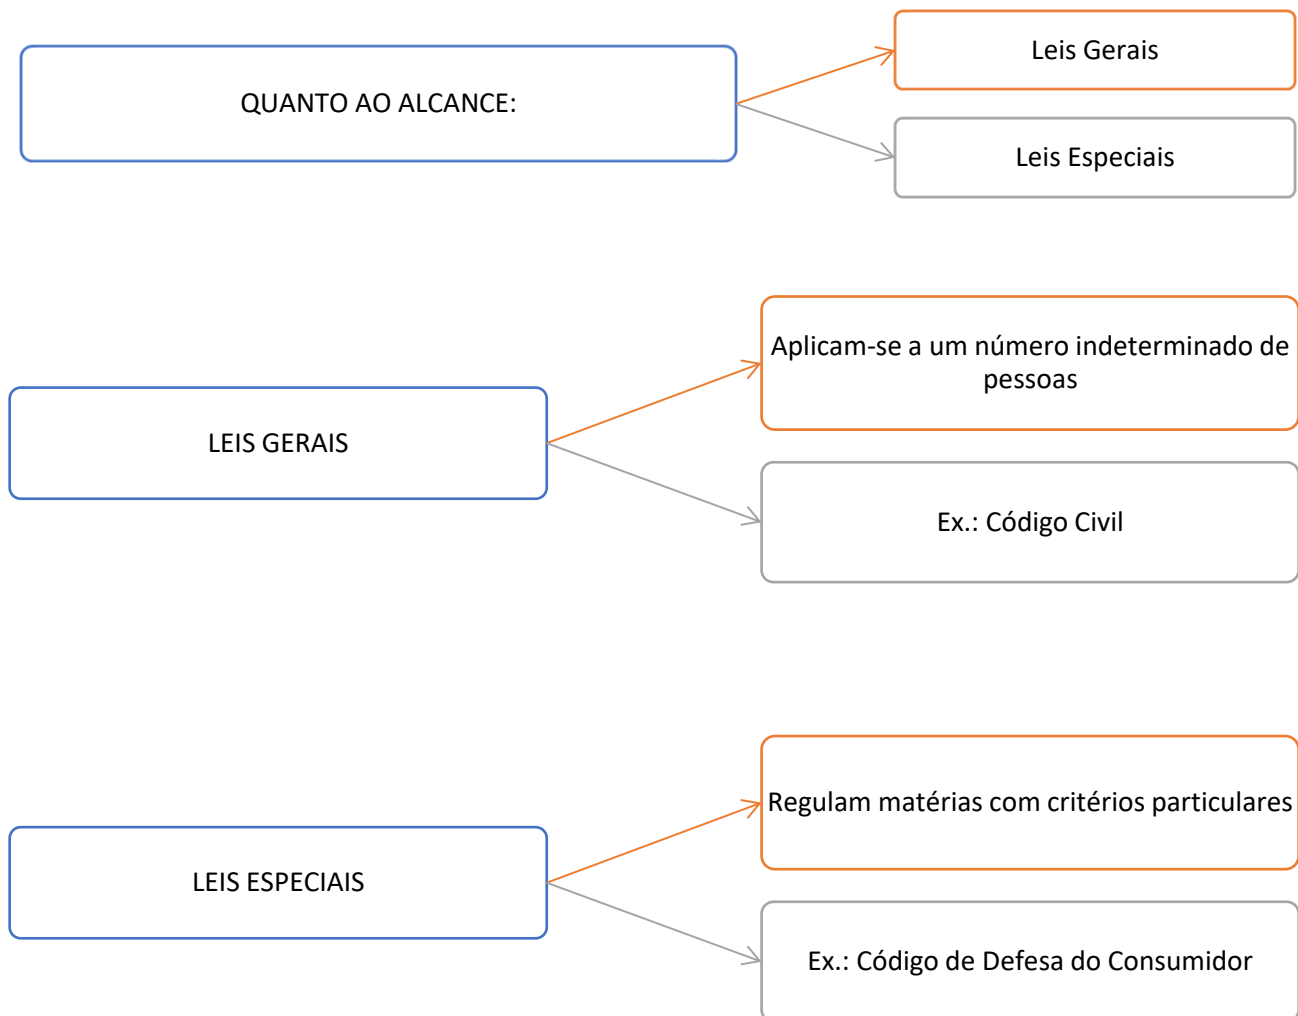 QUANTO AO ALCANCE:
Leis Gerais
Leis Especiais
LEIS GERAIS
Aplicam-se a um número indeterminado de
pessoas
Ex.: Código Civil
LEIS ESPECIAIS
Regulam matérias com critérios particulares
Ex.: Código de Defesa do Consumidor